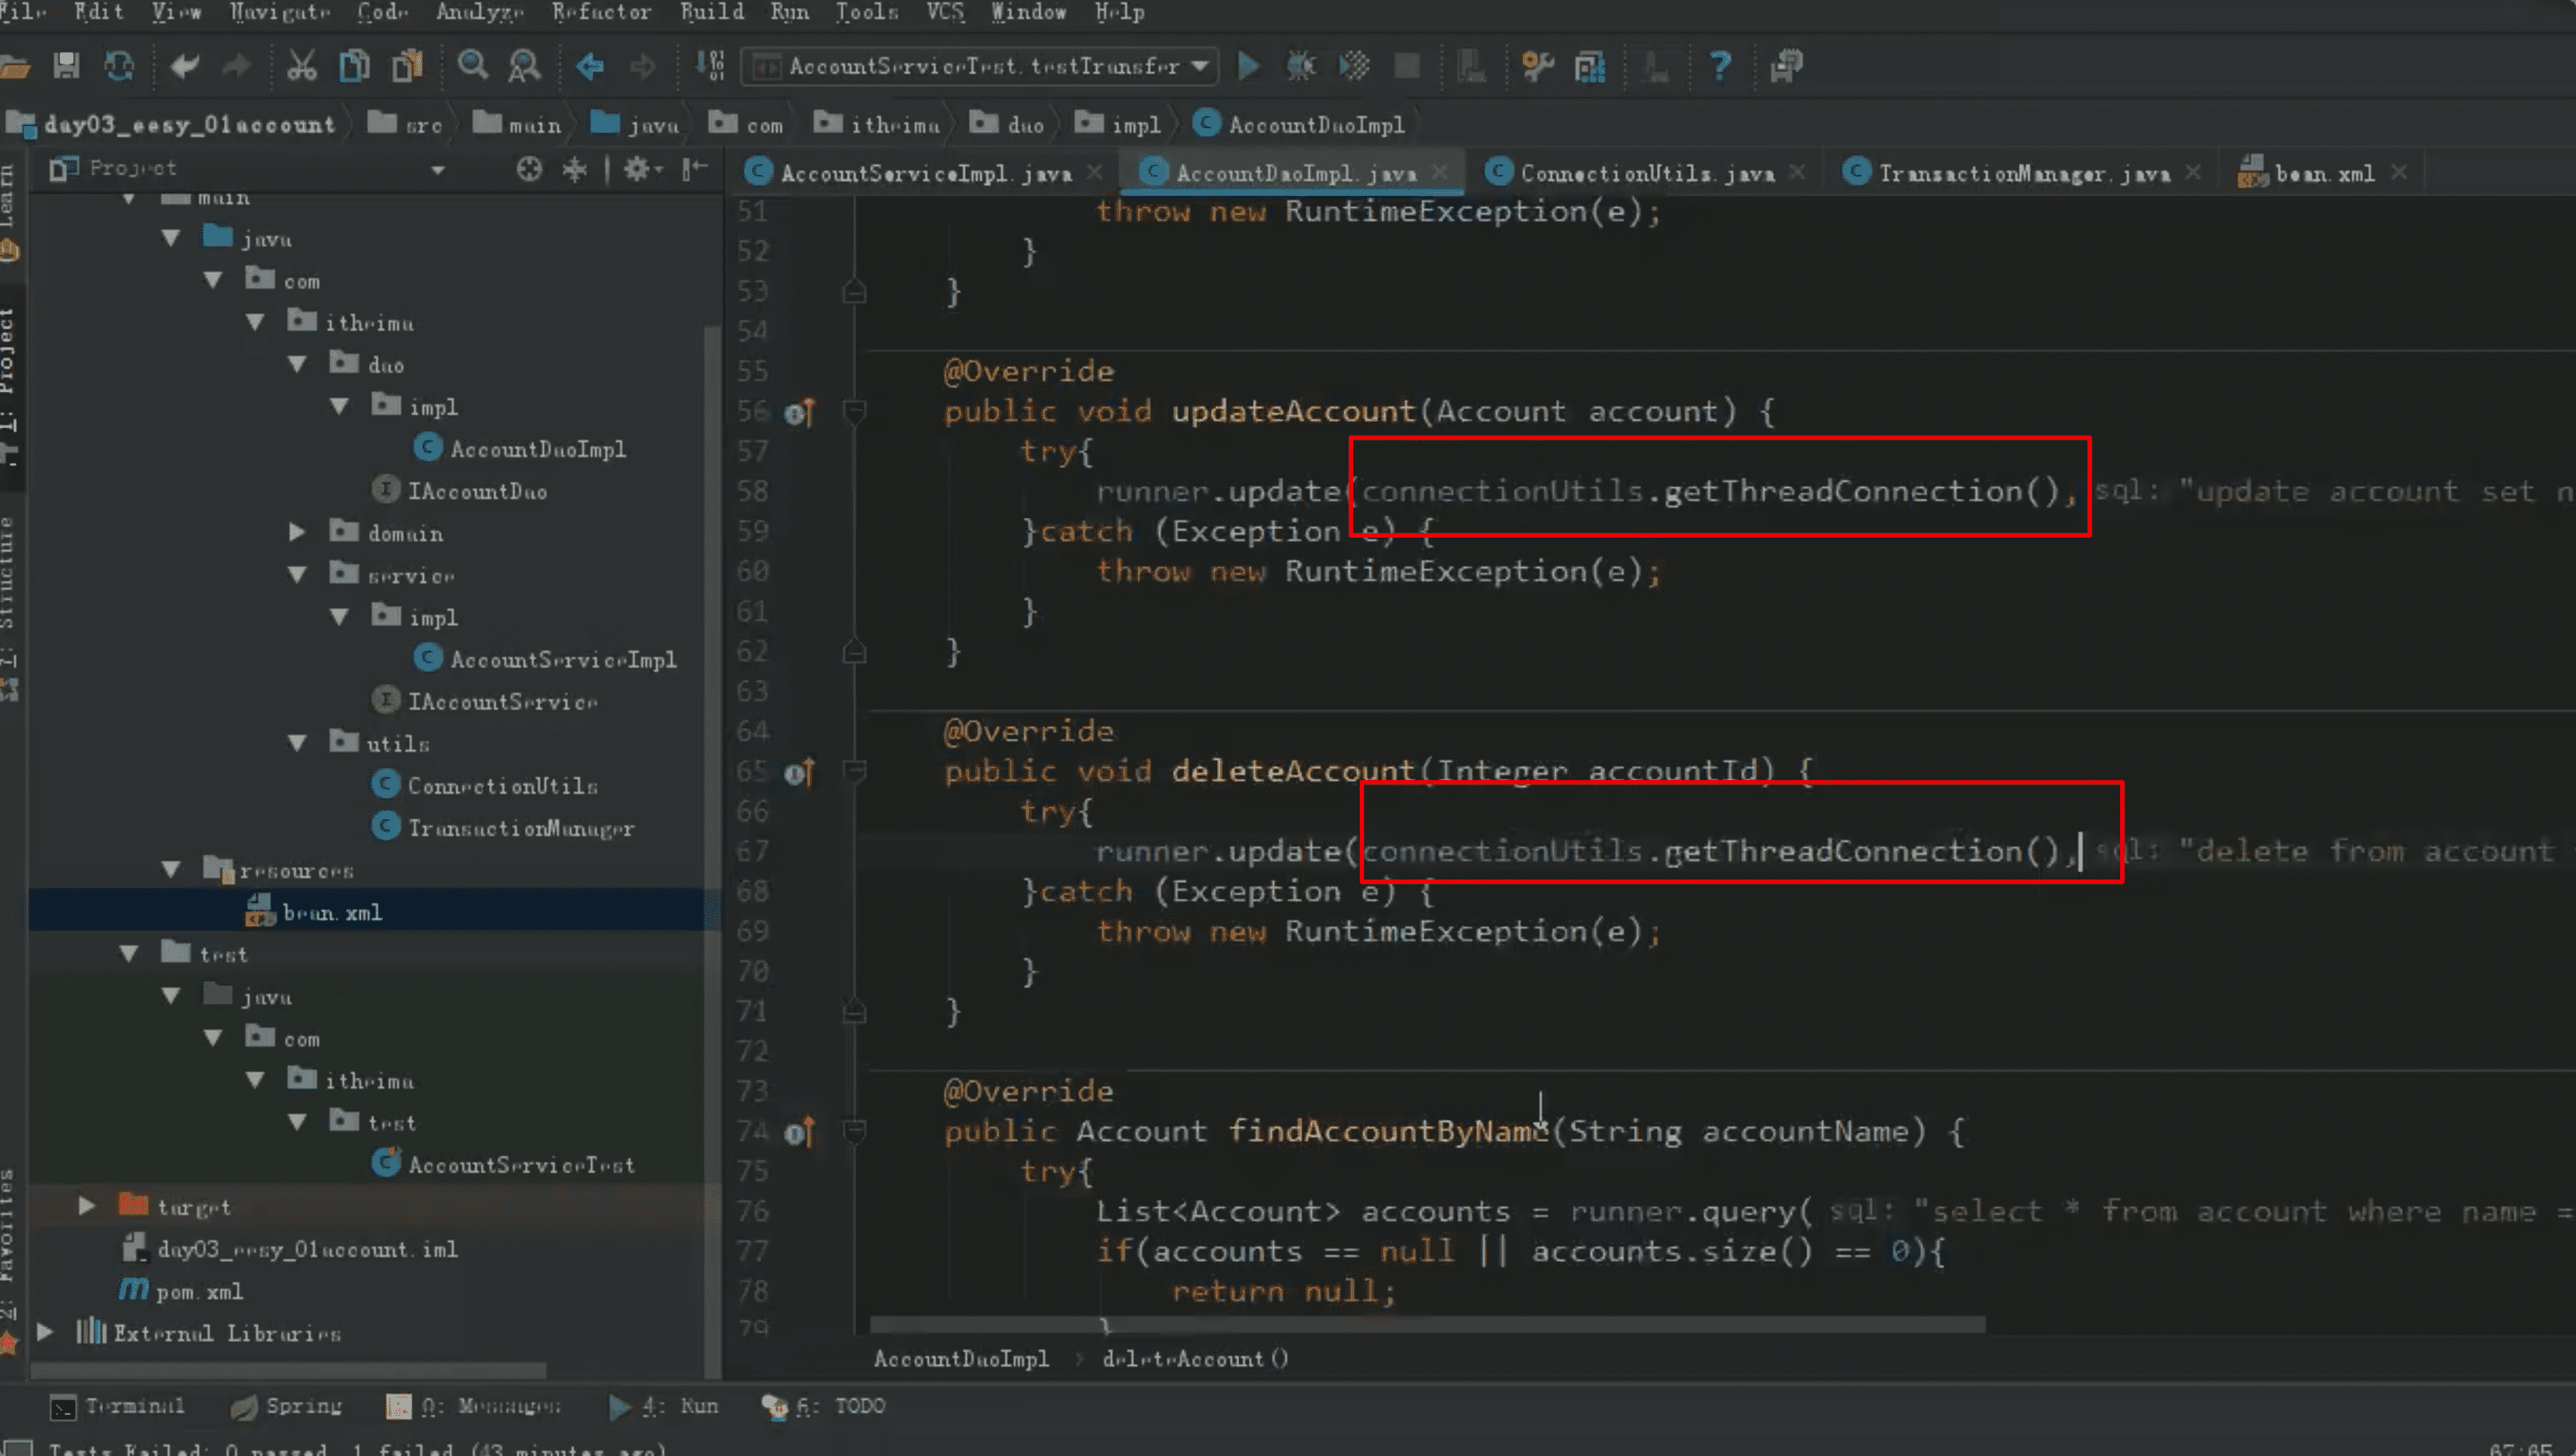 File Edit View Navigate Code Analyze Refactor Build Run Tools VCS Window Help
AccountServiceTest.testTransfer
day03_eesy_01account src main java com itheima dao impl AccountDaoImpl
Project
AccountServiceImpl.java AccountDaoImpl.java ConnectionUtils.java TransactionManager.java bean.xml
Learn
1: Project
7: Structure
2: Favorites
main
java
com
itheima
dao
impl
AccountDaoImpl
IAccountDao
domain
service
impl
AccountServiceImpl
IAccountService
utils
ConnectionUtils
TransactionManager
resources
bean.xml
test
java
com
itheima
test
AccountServiceTest
target
day03_eesy_01account.iml
pom.xml
External Libraries
51 throw new RuntimeException(e);
52 }
53 }
54
55 @Override
56 public void updateAccount(Account account) {
57 try{
58 runner.update(connectionUtils.getThreadConnection(), sql: "update account set n
59 }catch (Exception e) {
60 throw new RuntimeException(e);
61 }
62 }
63
64 @Override
65 public void deleteAccount(Integer accountId) {
66 try{
67 runner.update(connectionUtils.getThreadConnection(), sql: "delete from account
68 }catch (Exception e) {
69 throw new RuntimeException(e);
70 }
71 }
72
73 @Override
74 public Account findAccountByName(String accountName) {
75 try{
76 List<Account> accounts = runner.query( sql: "select * from account where name =
77 if(accounts == null || accounts.size() == 0){
78 return null;
79 }
AccountDaoImpl > deleteAccount()
Terminal Spring 0: Messages 4: Run 6: TODO
Tests Failed: 0 passed, 1 failed (43 minutes ago)
67:65